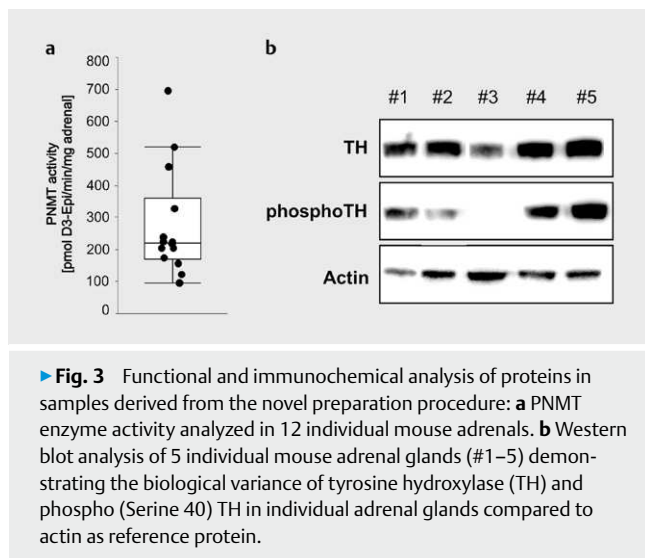 a
800
700
600
500
400
300
200
100
0
PNMT activity
[pmol D3-Epi/min/mg adrenal]
b
#1 #2 #3 #4 #5
TH
phosphoTH
Actin
▶Fig. 3 Functional and immunochemical analysis of proteins in
samples derived from the novel preparation procedure: a PNMT
enzyme activity analyzed in 12 individual mouse adrenals. b Western
blot analysis of 5 individual mouse adrenal glands (#1–5) demon-
strating the biological variance of tyrosine hydroxylase (TH) and
phospho (Serine 40) TH in individual adrenal glands compared to
actin as reference protein.